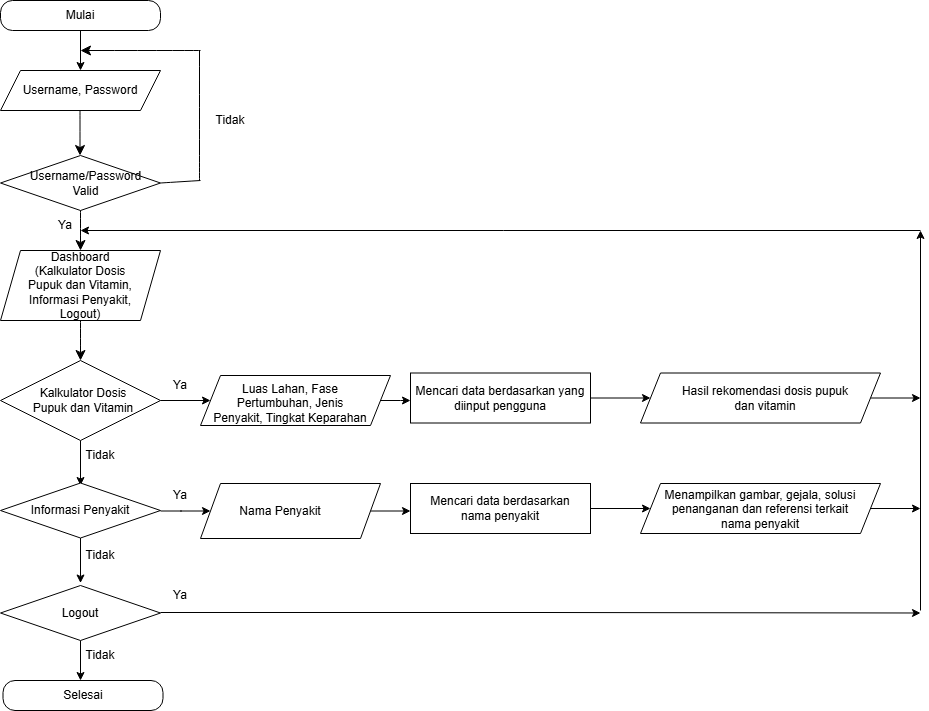 Mulai
Username, Password
Tidak
Username/Password
Valid
Ya
Dashboard
(Kalkulator Dosis
Pupuk dan Vitamin,
Informasi Penyakit,
Logout)
Kalkulator Dosis
Pupuk dan Vitamin
Ya
Luas Lahan, Fase
Pertumbuhan, Jenis
Penyakit, Tingkat Keparahan
Mencari data berdasarkan yang
diinput pengguna
Hasil rekomendasi dosis pupuk
dan vitamin
Tidak
Informasi Penyakit
Ya
Nama Penyakit
Mencari data berdasarkan
nama penyakit
Menampilkan gambar, gejala, solusi
penanganan dan referensi terkait
nama penyakit
Tidak
Logout
Ya
Tidak
Selesai